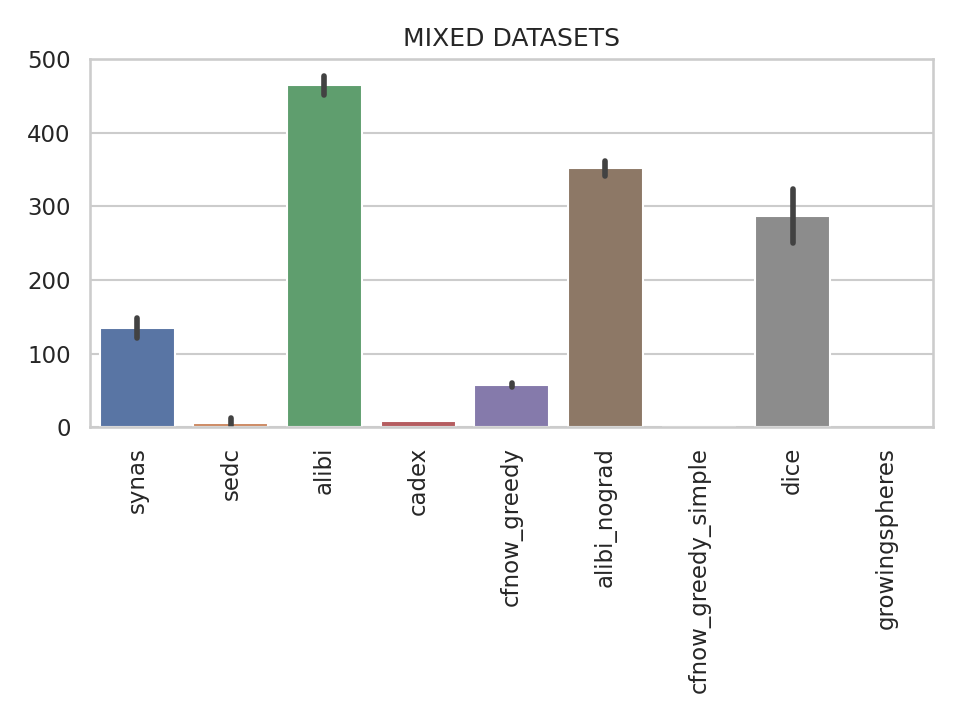 MIXED DATASETS
500
400
300
200
100
0
synas
sedc
alibi
cadex
cfnow_greedy
alibi_nograd
cfnow_greedy_simple
dice
growingspheres